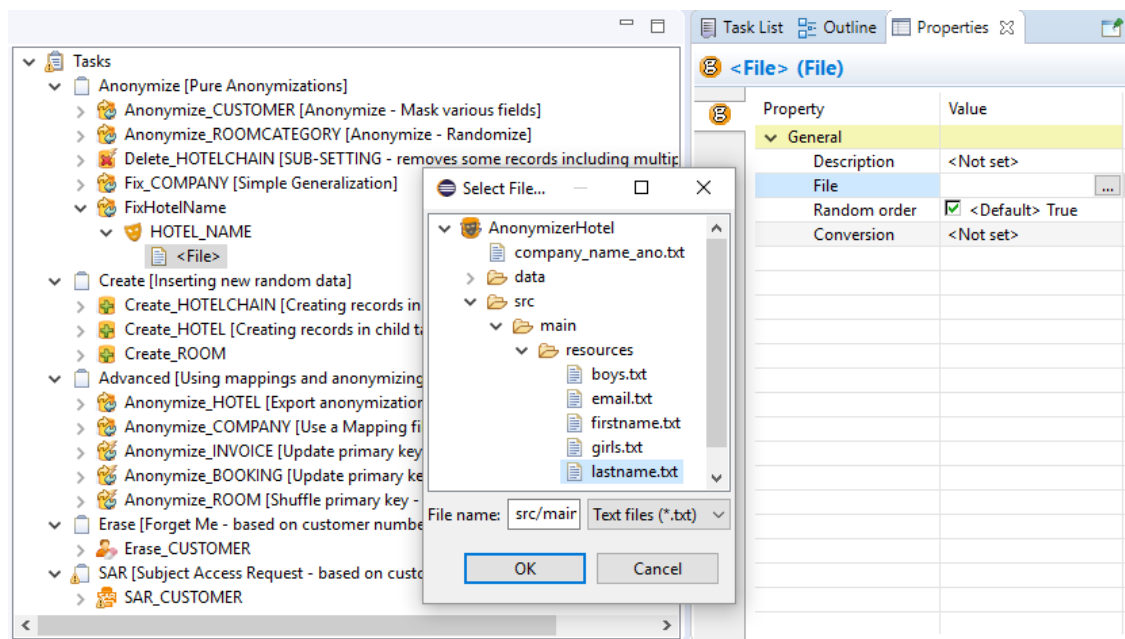 Tasks
Anonymize [Pure Anonymizations]
Anonymize_CUSTOMER [Anonymize - Mask various fields]
Anonymize_ROOMCATEGORY [Anonymize - Randomize]
Delete_HOTELCHAIN [SUB-SETTING - removes some records including multip
Fix_COMPANY [Simple Generalization]
FixHotelName
HOTEL_NAME
<File>
Create [Inserting new random data]
Create_HOTELCHAIN [Creating records in
Create_HOTEL [Creating records in child ta
Create_ROOM
Advanced [Using mappings and anonymizing
Anonymize_HOTEL [Export anonymization
Anonymize_COMPANY [Use a Mapping fi
Anonymize_INVOICE [Update primary key
Anonymize_BOOKING [Update primary ke
Anonymize_ROOM [Shuffle primary key -
Erase [Forget Me - based on customer numbe
Erase_CUSTOMER
SAR [Subject Access Request - based on custo
SAR_CUSTOMER
Select File...
AnonymizerHotel
company_name_ano.txt
data
src
main
resources
boys.txt
email.txt
firstname.txt
girls.txt
lastname.txt
File name: src/main Text files (*.txt)
OK Cancel
Task List Outline Properties
<File> (File)
Property Value
General
Description <Not set>
File ...
Random order <Default> True
Conversion <Not set>